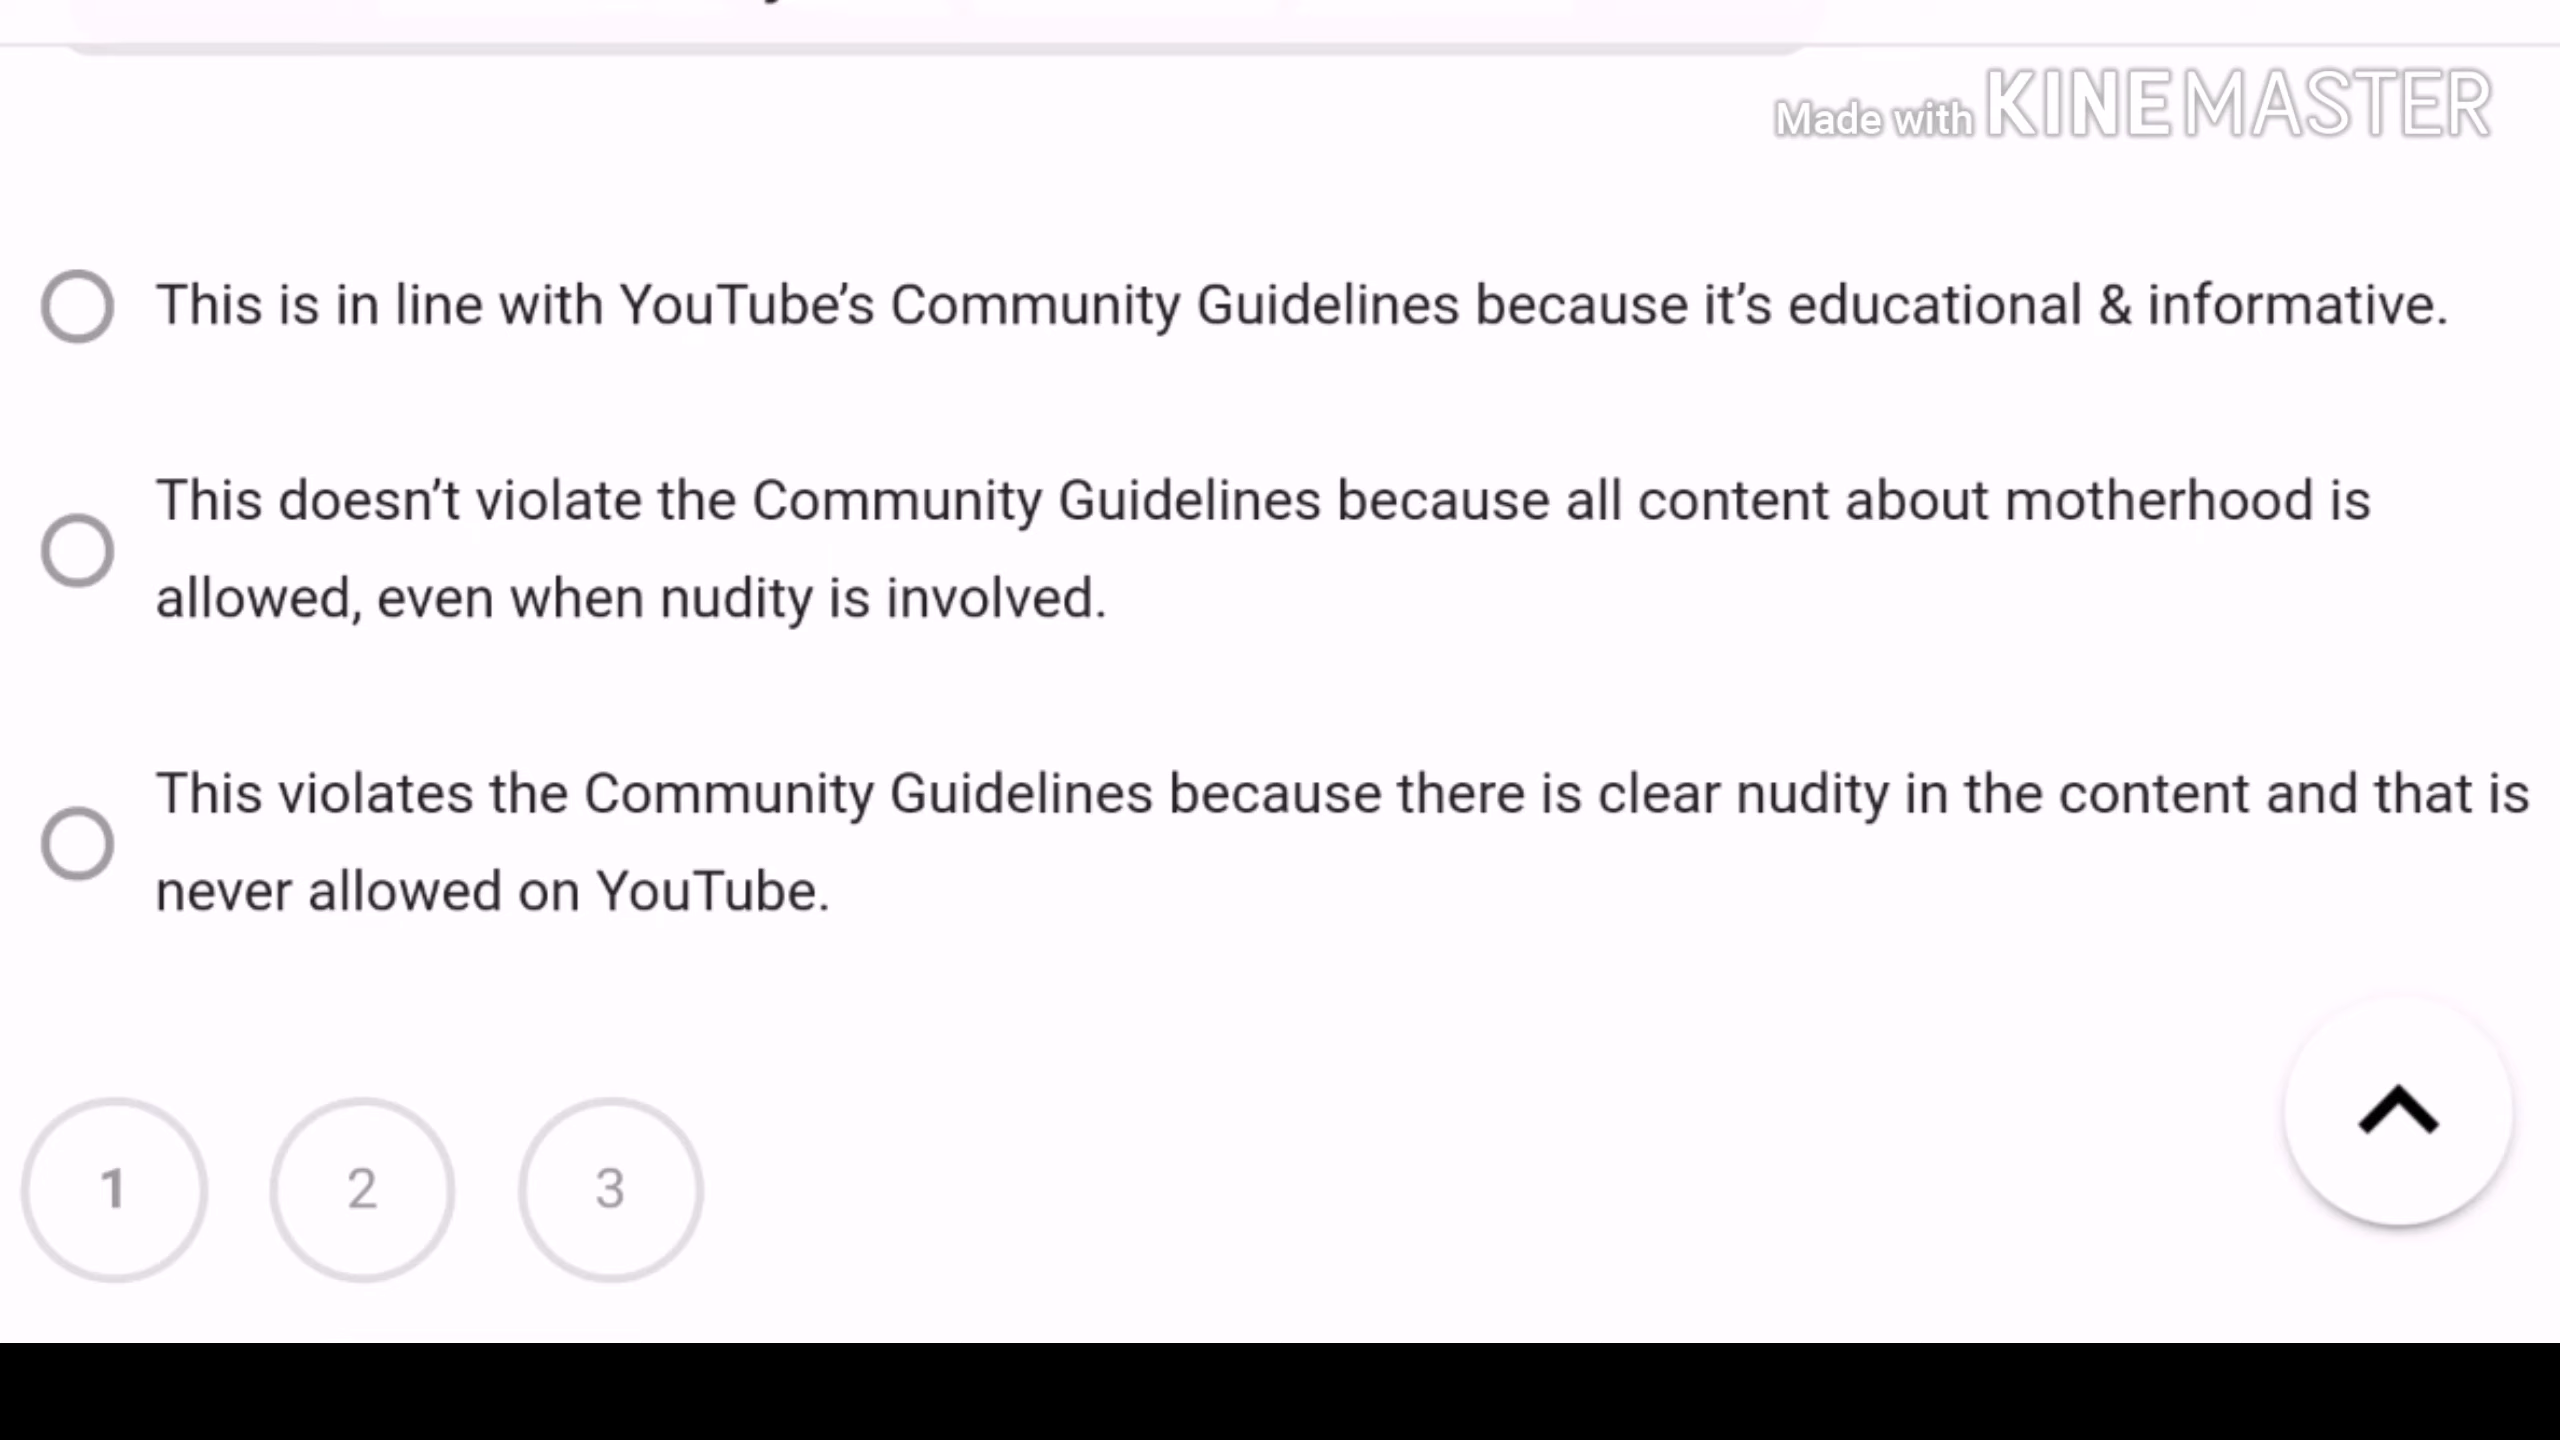 Made with KINEMASTER
This is in line with YouTube’s Community Guidelines because it’s educational & informative.
This doesn’t violate the Community Guidelines because all content about motherhood is
allowed, even when nudity is involved.
This violates the Community Guidelines because there is clear nudity in the content and that is
never allowed on YouTube.
1 2 3